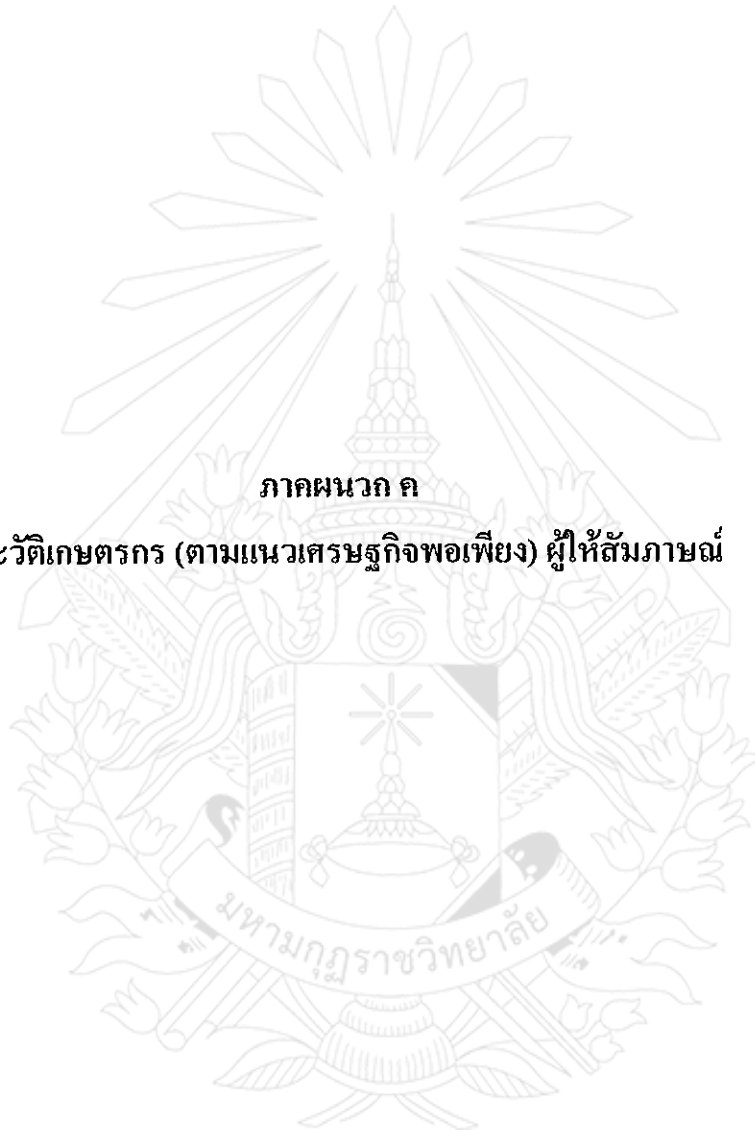 ภาคผนวก ค
ะวัติเกษตรกร (ตามแนวเศรษฐกิจพอเพียง) ผู้ให้สัมภาษณ์
มหามกุฏราชวิทยาลัย